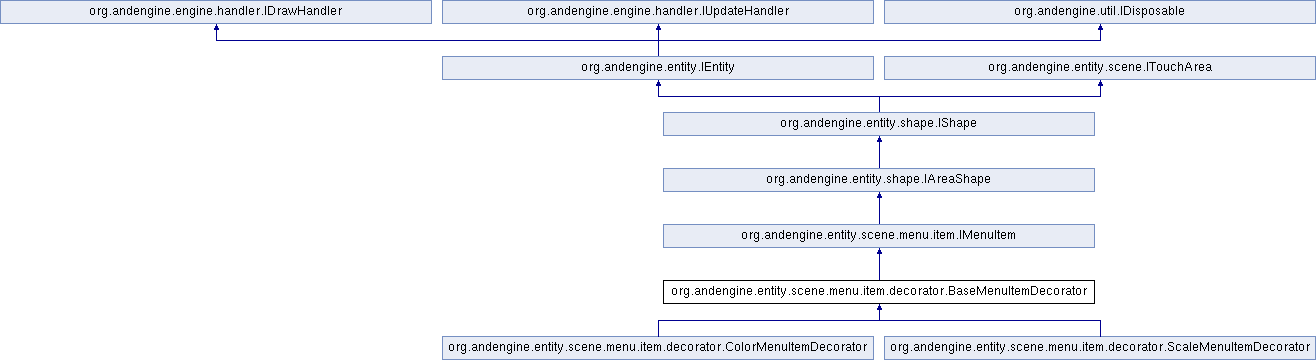 org.andengine.engine.handler.IDrawHandler
org.andengine.engine.handler.IUpdateHandler
org.andengine.util.IDisposable
org.andengine.entity.IEntity
org.andengine.entity.scene.ITouchArea
org.andengine.entity.shape.IShape
org.andengine.entity.shape.IAreaShape
org.andengine.entity.scene.menu.item.IMenuItem
org.andengine.entity.scene.menu.item.decorator.BaseMenuItemDecorator
org.andengine.entity.scene.menu.item.decorator.ColorMenuItemDecorator
org.andengine.entity.scene.menu.item.decorator.ScaleMenuItemDecorator